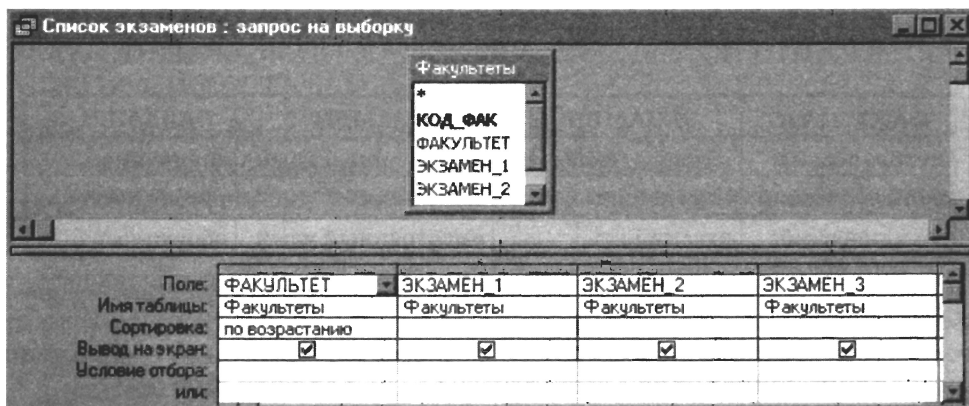 Список экзаменов : запрос на выборку
Факультеты
*
КОД_ФАК
ФАКУЛЬТЕТ
ЭКЗАМЕН_1
ЭКЗАМЕН_2
Поле: ФАКУЛЬТЕТ ЭКЗАМЕН_1 ЭКЗАМЕН_2 ЭКЗАМЕН_3
Имя таблицы: Факультеты Факультеты Факультеты Факультеты
Сортировка: по возрастанию
Вывод на экран:
Условие отбора:
или: